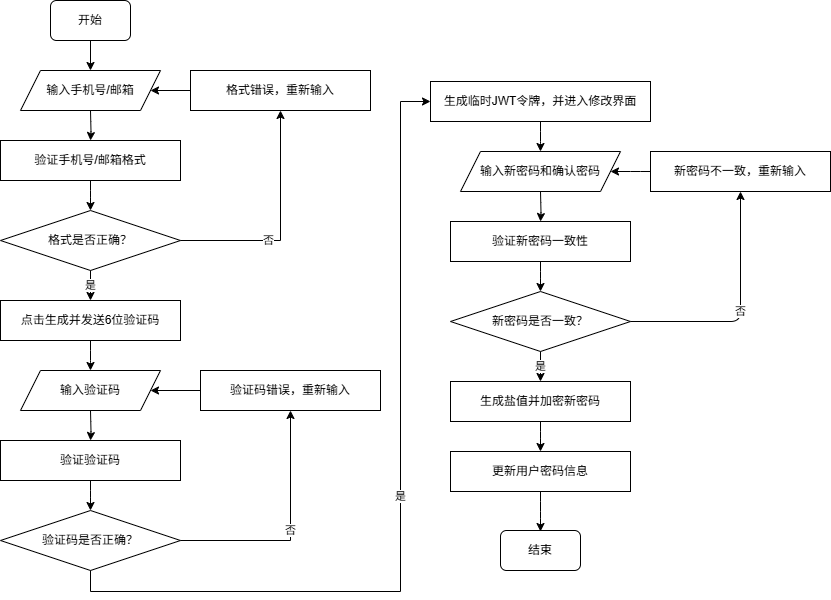 开始
输入手机号/邮箱
格式错误，重新输入
验证手机号/邮箱格式
格式是否正确？
否
是
点击生成并发送6位验证码
输入验证码
验证码错误，重新输入
验证验证码
否
验证码是否正确？
是
生成临时JWT令牌，并进入修改界面
输入新密码和确认密码
新密码不一致，重新输入
验证新密码一致性
新密码是否一致？
否
是
生成盐值并加密新密码
更新用户密码信息
结束